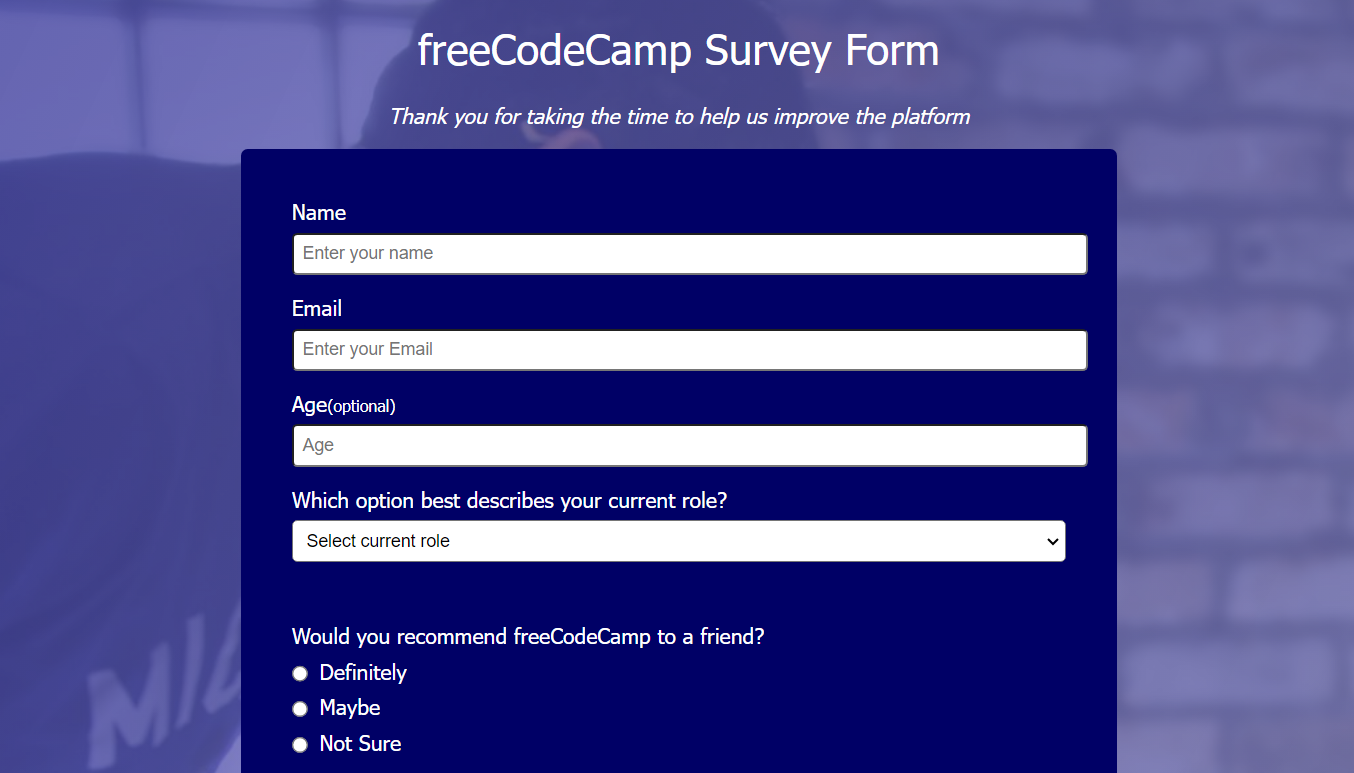 freeCodeCamp Survey Form
Thank you for taking the time to help us improve the platform
Name
Enter your name
Email
Enter your Email
Age(optional)
Age
Which option best describes your current role?
Select current role
Would you recommend freeCodeCamp to a friend?
Definitely
Maybe
Not Sure